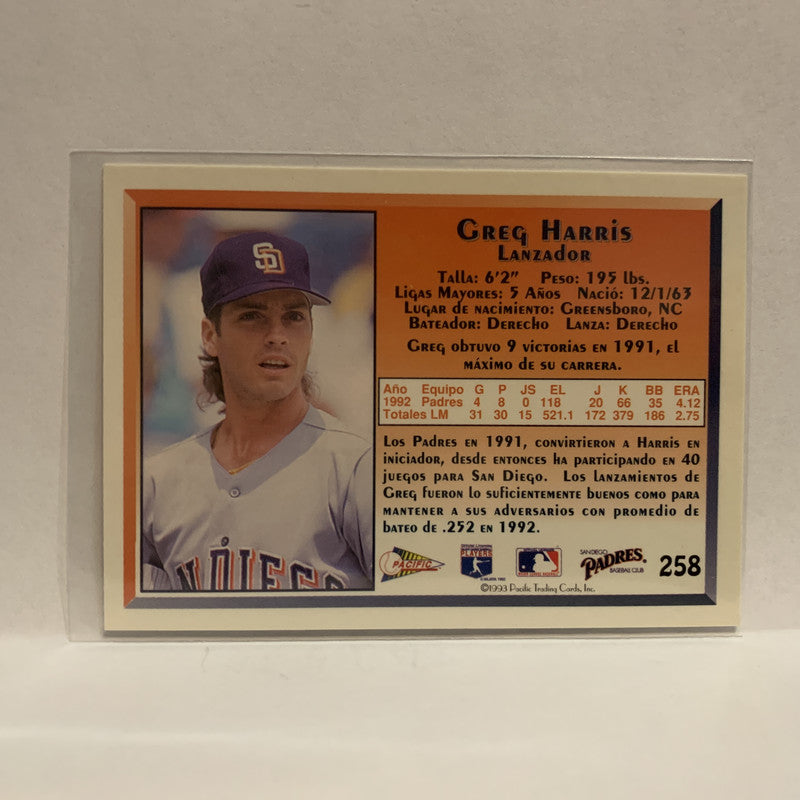 SD
N DIEGO
Greg Harris
Lanzador
Talla: 6'2" Peso: 195 lbs.
Ligas Mayores: 5 Años Nació: 12/1/63
Lugar de nacimiento: Greensboro, NC
Bateador: Derecho Lanza: Derecho
Greg obtuvo 9 victorias en 1991, el
máximo de su carrera.
Año Equipo G P JS EL J K BB ERA
1992 Padres 4 8 0 118 20 66 35 4.12
Totales LM 31 30 15 521.1 172 379 186 2.75
Los Padres en 1991, convirtieron a Harris en
iniciador, desde entonces ha participando en 40
juegos para San Diego. Los lanzamientos de
Greg fueron lo suficientemente buenos como para
mantener a sus adversarios con promedio de
bateo de .252 en 1992.
PACIFIC
PLAYERS
SAN DIEGO
PADRES
BASEBALL CLUB
258
©1993 Pacific Trading Cards, Inc.